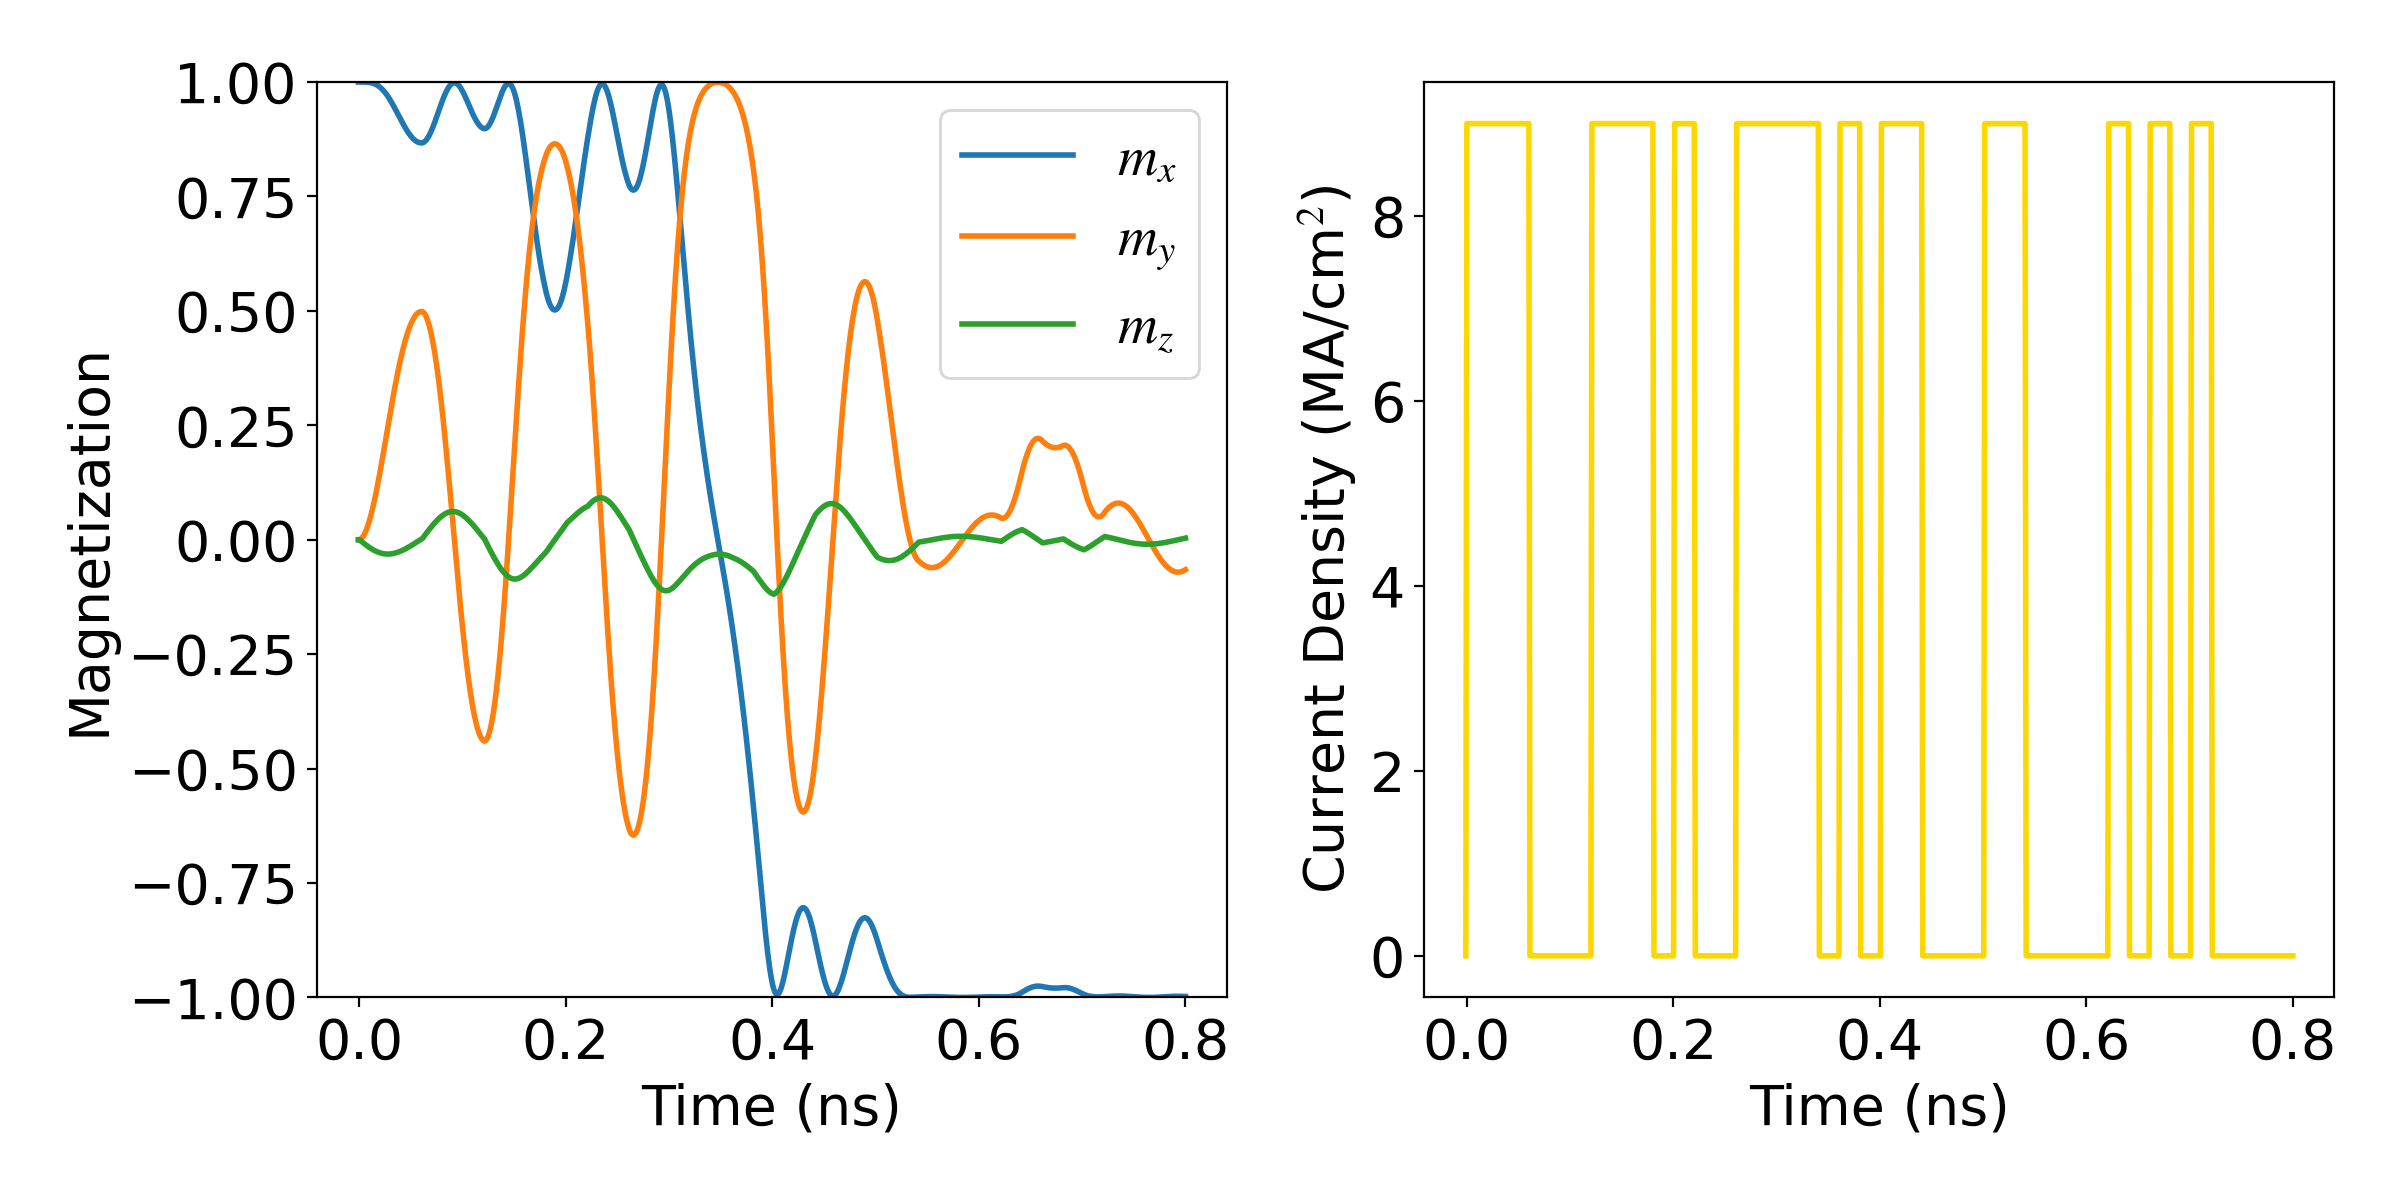 Magnetization
1.00
0.75
0.50
0.25
0.00
−0.25
−0.50
−0.75
−1.00
0.0 0.2 0.4 0.6 0.8
Time (ns)
m_x
m_y
m_z
Current Density (MA/cm²)
8
6
4
2
0
0.0 0.2 0.4 0.6 0.8
Time (ns)